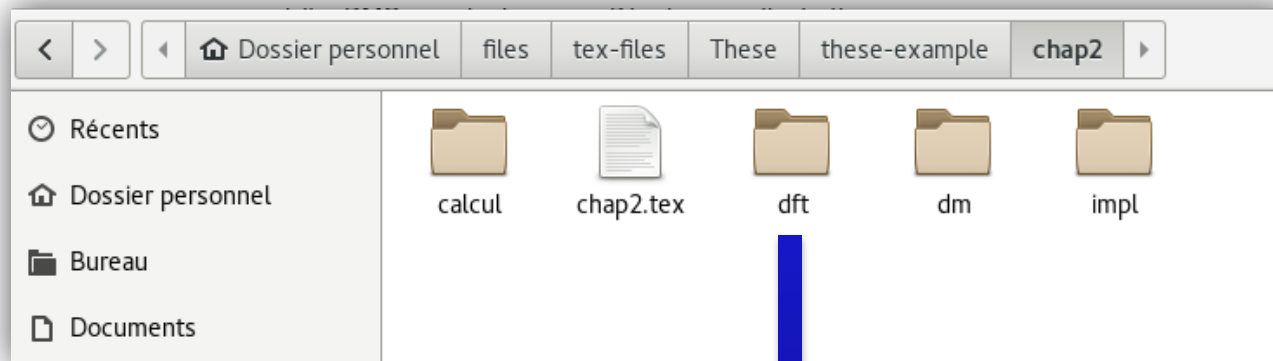 Dossier personnel files tex-files These these-example chap2
Récents
Dossier personnel
Bureau
Documents
calcul chap2.tex dft dm impl